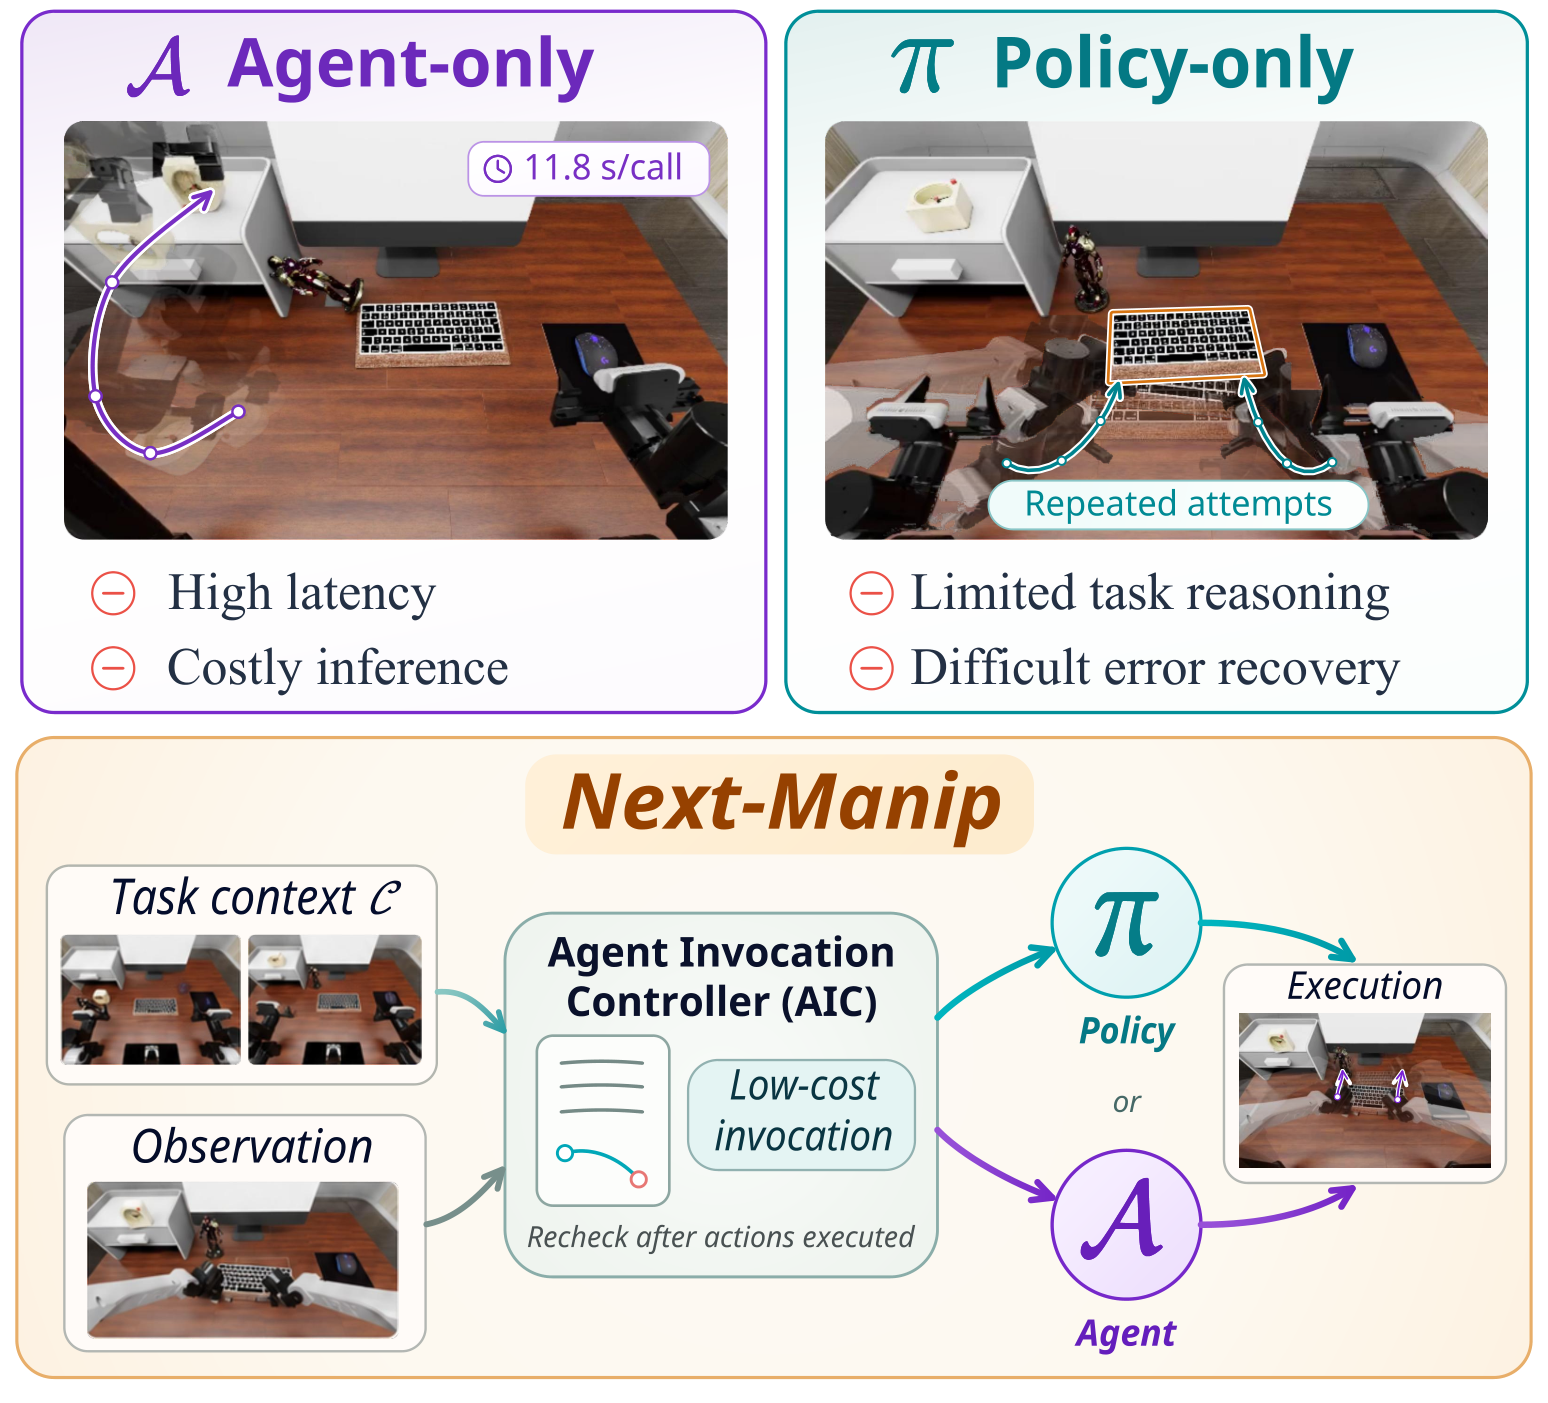 𝒜 Agent-only
11.8 s/call
⊖ High latency
⊖ Costly inference
π Policy-only
Repeated attempts
⊖ Limited task reasoning
⊖ Difficult error recovery
Next-Manip
Task context 𝒞
Observation
Agent Invocation
Controller (AIC)
Low-cost
invocation
Recheck after actions executed
π
Policy
or
𝒜
Agent
Execution